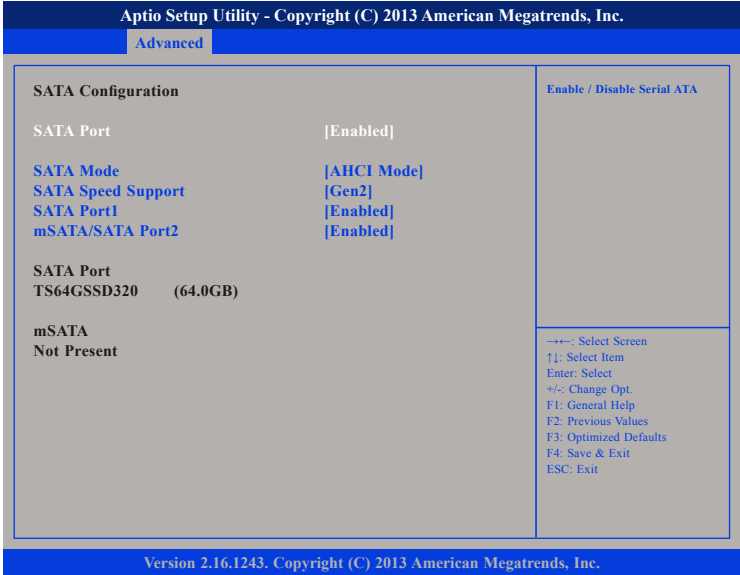 Aptio Setup Utility - Copyright (C) 2013 American Megatrends, Inc.
Advanced
SATA Configuration
SATA Port [Enabled]
SATA Mode [AHCI Mode]
SATA Speed Support [Gen2]
SATA Port1 [Enabled]
mSATA/SATA Port2 [Enabled]
SATA Port
TS64GSSD320 (64.0GB)
mSATA
Not Present
Enable / Disable Serial ATA
→←: Select Screen
↑↓: Select Item
Enter: Select
+/-: Change Opt.
F1: General Help
F2: Previous Values
F3: Optimized Defaults
F4: Save & Exit
ESC: Exit
Version 2.16.1243. Copyright (C) 2013 American Megatrends, Inc.